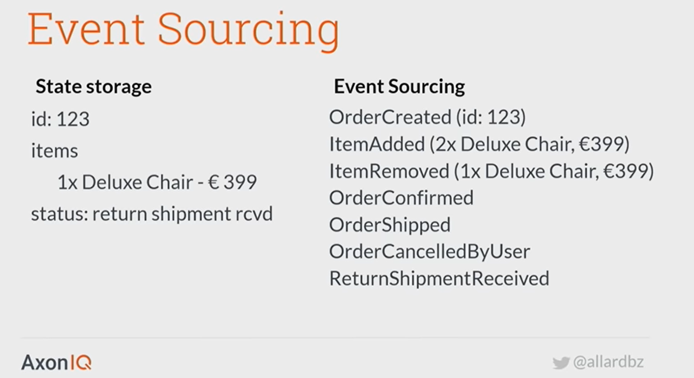 Event Sourcing
State storage
id: 123
items
1x Deluxe Chair - € 399
status: return shipment rcvd
Event Sourcing
OrderCreated (id: 123)
ItemAdded (2x Deluxe Chair, €399)
ItemRemoved (1x Deluxe Chair, €399)
OrderConfirmed
OrderShipped
OrderCancelledByUser
ReturnShipmentReceived
AxonIQ
@allardbz